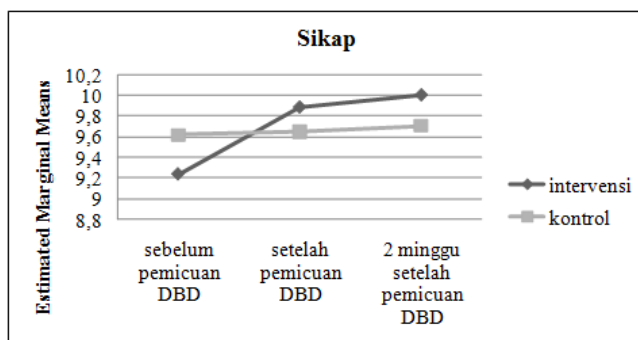 Sikap
Estimated Marginal Means
10,2
10
9,8
9,6
9,4
9,2
9
8,8
sebelum
pemicuan
DBD
setelah
pemicuan
DBD
2 minggu
setelah
pemicuan
DBD
intervensi
kontrol